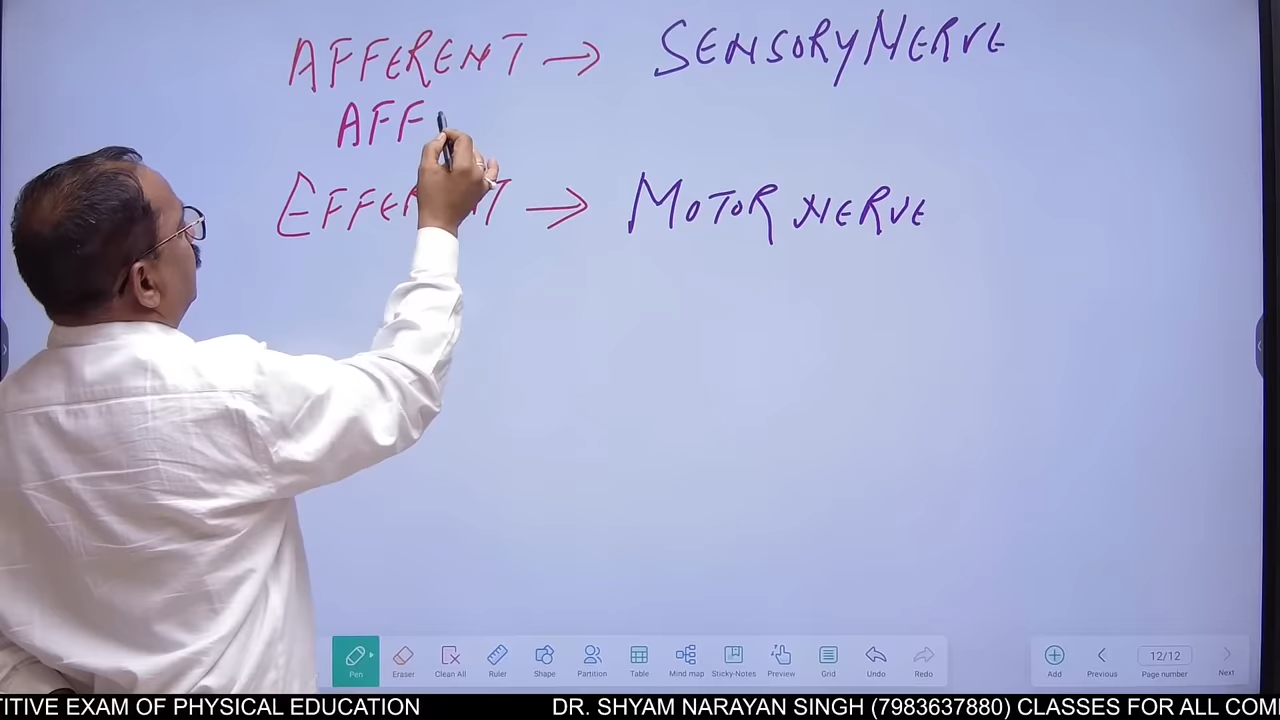 AFFERENT → SENSORY NERVE
AFF
EFFERENT → MOTOR NERVE
Pen
Eraser
Clean All
Ruler
Shape
Partition
Table
Mind map
Sticky-Notes
Preview
Grid
Undo
Redo
Add
Previous
12/12
Page number
Next
TITIVE EXAM OF PHYSICAL EDUCATION DR. SHYAM NARAYAN SINGH (7983637880) CLASSES FOR ALL COM